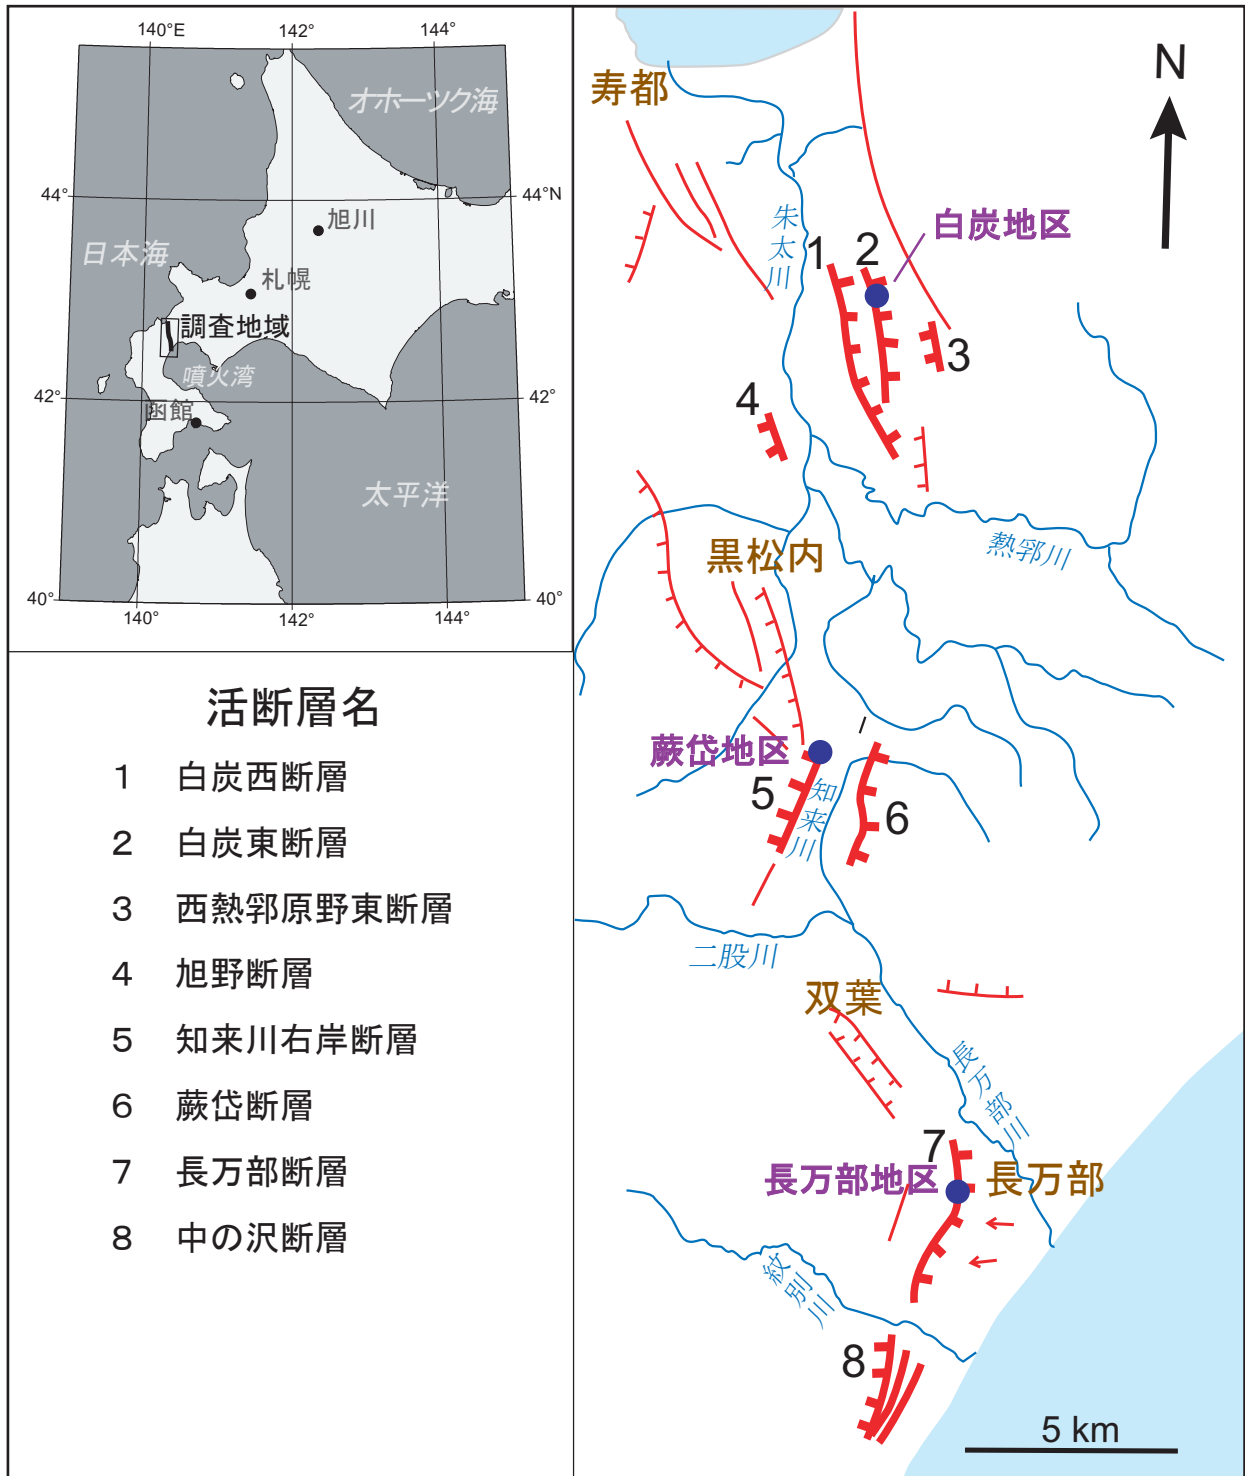 140°E
142°
144°
オホーツク海
44°
44°N
旭川
日本海
札幌
調査地域
噴火湾
42°
42°
函館
太平洋
40°
40°
140°
142°
144°
活断層名
1 白炭西断層
2 白炭東断層
3 西熱郛原野東断層
4 旭野断層
5 知来川右岸断層
6 蕨岱断層
7 長万部断層
8 中の沢断層
寿都
N
朱太川
白炭地区
1
2
3
4
熱郛川
黒松内
蕨岱地区
5
知来川
6
二股川
双葉
長万部川
7
長万部地区
長万部
紋別川
8
5 km